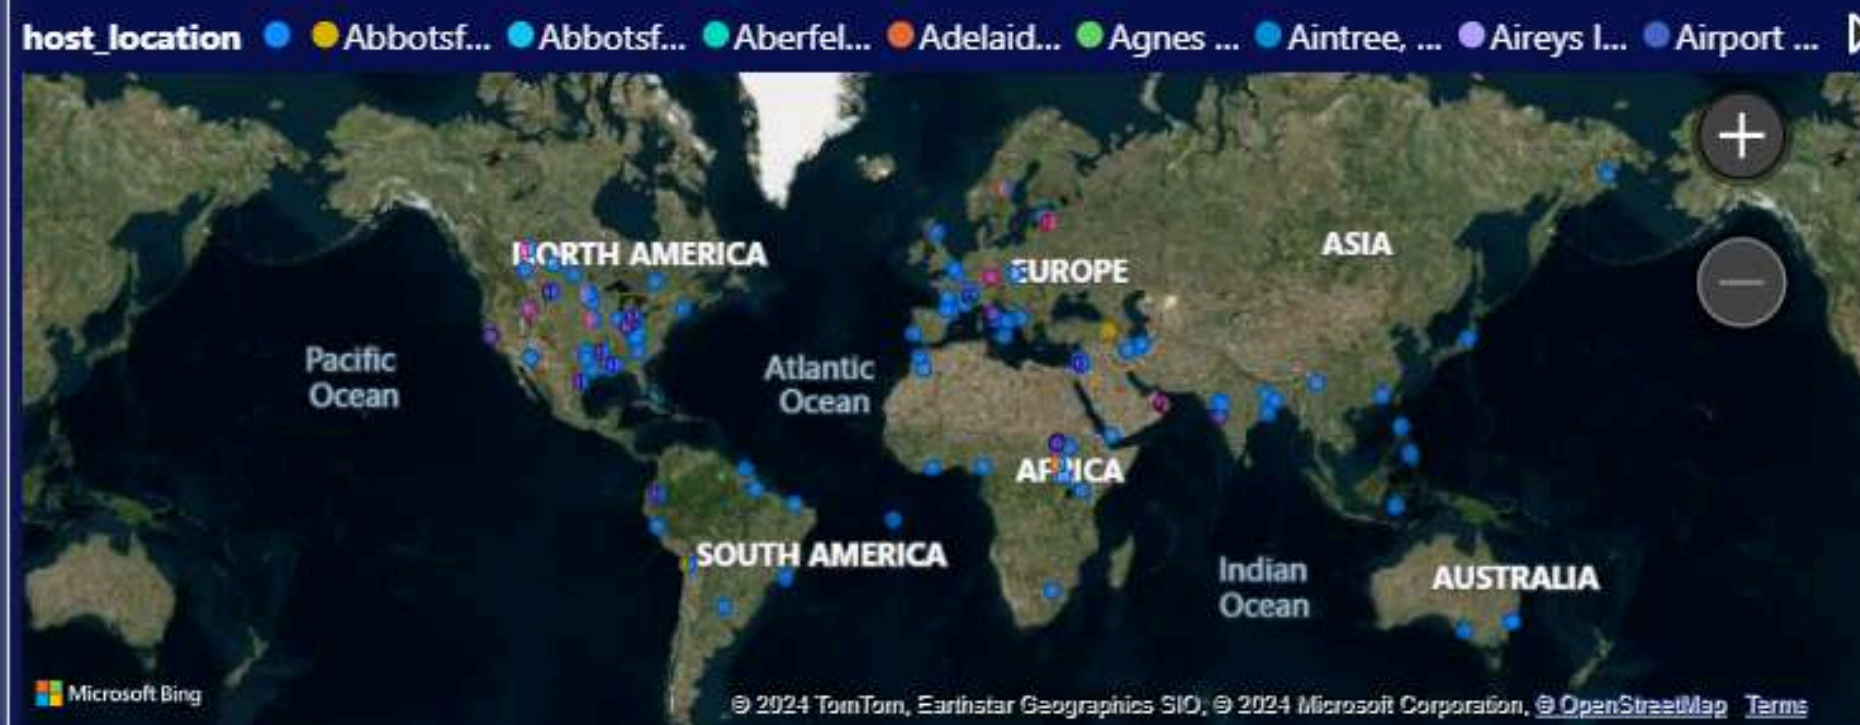 host_location Abbotsf... Abbotsf... Aberfel... Adelaid... Agnes ... Aintree, ... Aireys I... Airport ...
NORTH AMERICA
ASIA
EUROPE
Pacific
Ocean
Atlantic
Ocean
AFRICA
SOUTH AMERICA
Indian
Ocean
AUSTRALIA
Microsoft Bing
© 2024 TomTom, Earthstar Geographics SIO, © 2024 Microsoft Corporation, © OpenStreetMap Terms